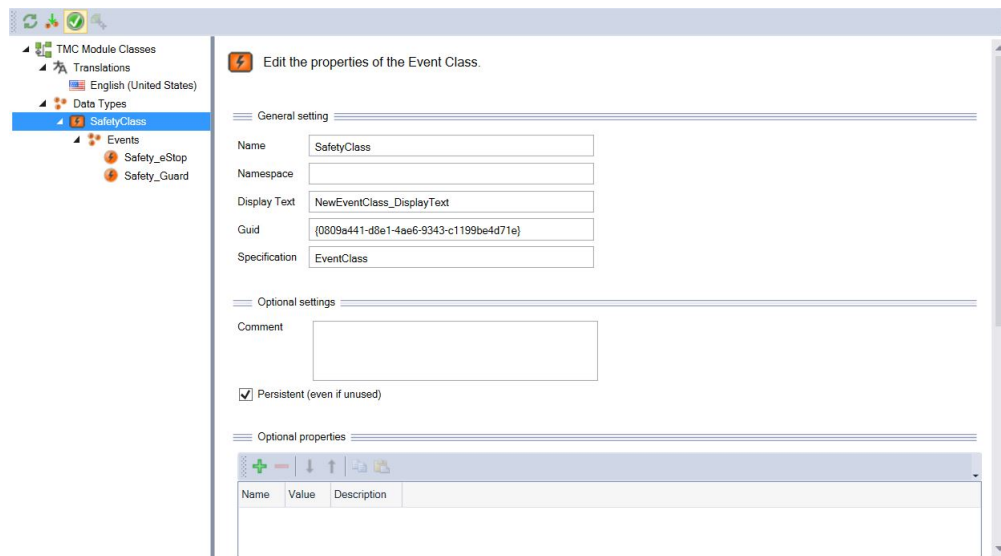 TMC Module Classes
Translations
English (United States)
Data Types
SafetyClass
Events
Safety_eStop
Safety_Guard
Edit the properties of the Event Class.
General setting
Name SafetyClass
Namespace
Display Text NewEventClass_DisplayText
Guid {0809a441-d8e1-4ae6-9343-c1199be4d71e}
Specification EventClass
Optional settings
Comment
Persistent (even if unused)
Optional properties
Name Value Description